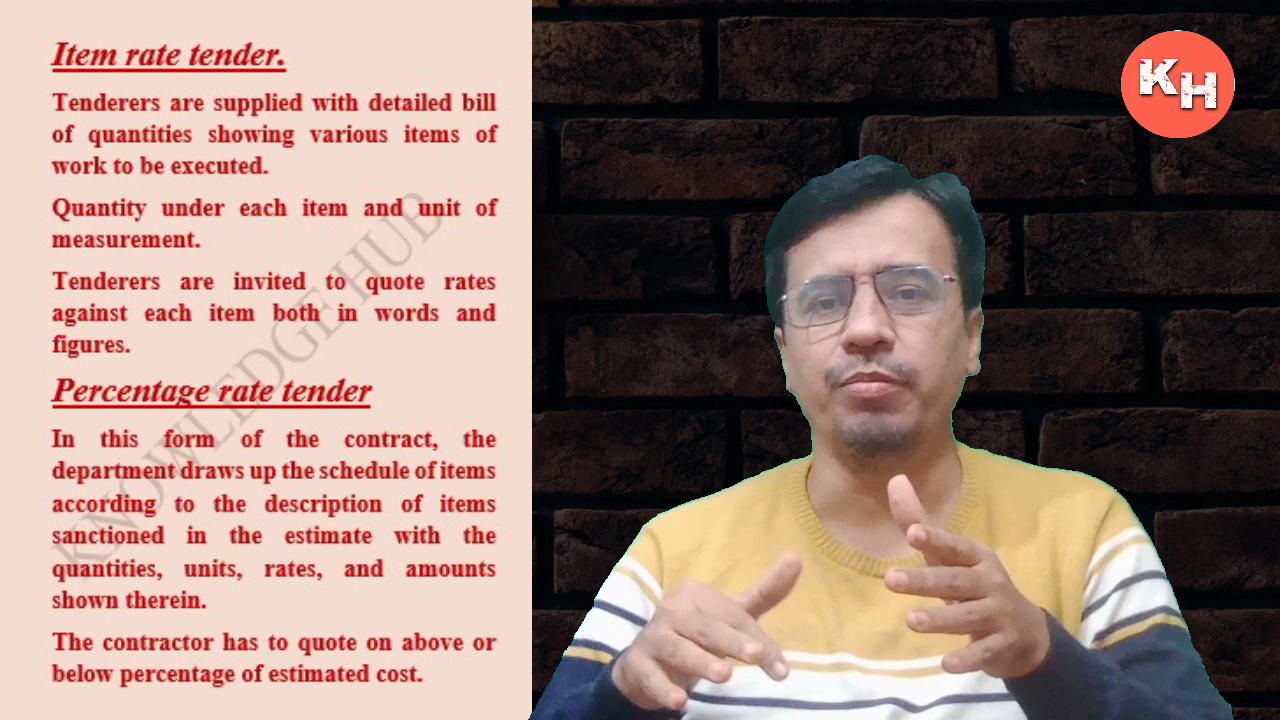 Item rate tender.
Tenderers are supplied with detailed bill
of quantities showing various items of
work to be executed.
Quantity under each item and unit of
measurement.
Tenderers are invited to quote rates
against each item both in words and
figures.
Percentage rate tender
In this form of the contract, the
department draws up the schedule of items
according to the description of items
sanctioned in the estimate with the
quantities, units, rates, and amounts
shown therein.
The contractor has to quote on above or
below percentage of estimated cost.
KNOWLEDGE HUB
KH